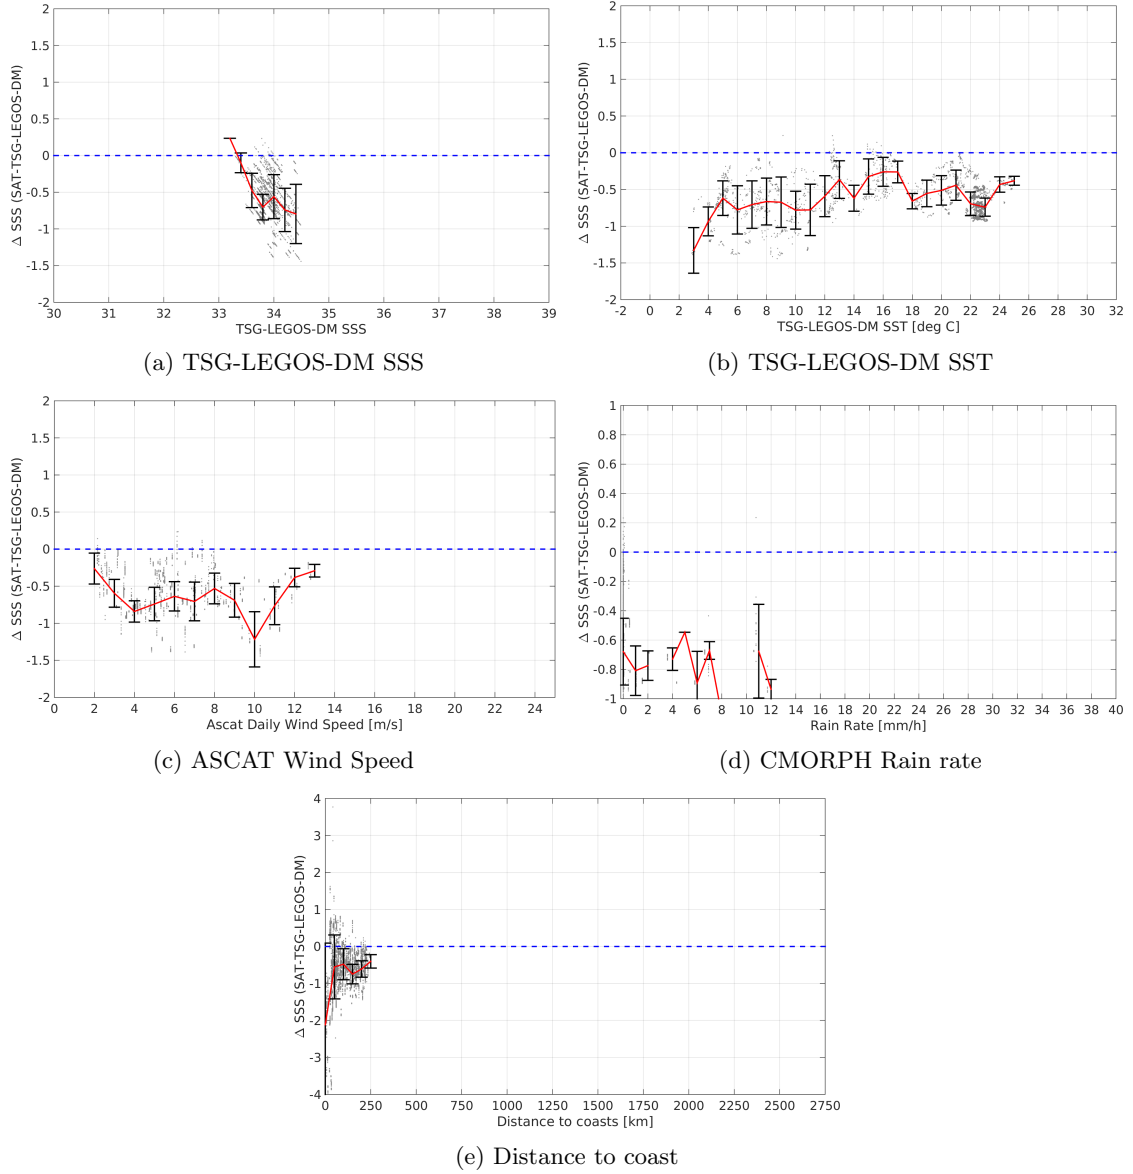 2
1.5
1
0.5
0
-0.5
-1
-1.5
-2
30 31 32 33 34 35 36 37 38 39
TSG-LEGOS-DM SSS
Δ SSS (SAT-TSG-LEGOS-DM)
(a) TSG-LEGOS-DM SSS
2
1.5
1
0.5
0
-0.5
-1
-1.5
-2
-2 0 2 4 6 8 10 12 14 16 18 20 22 24 26 28 30 32
TSG-LEGOS-DM SST [deg C]
Δ SSS (SAT-TSG-LEGOS-DM)
(b) TSG-LEGOS-DM SST
2
1.5
1
0.5
0
-0.5
-1
-1.5
-2
0 2 4 6 8 10 12 14 16 18 20 22 24
Ascat Daily Wind Speed [m/s]
Δ SSS (SAT-TSG-LEGOS-DM)
(c) ASCAT Wind Speed
1
0.8
0.6
0.4
0.2
0
-0.2
-0.4
-0.6
-0.8
-1
0 2 4 6 8 10 12 14 16 18 20 22 24 26 28 30 32 34 36 38 40
Rain Rate [mm/h]
Δ SSS (SAT-TSG-LEGOS-DM)
(d) CMORPH Rain rate
4
3
2
1
0
-1
-2
-3
-4
0 250 500 750 1000 1250 1500 1750 2000 2250 2500 2750
Distance to coasts [km]
Δ SSS (SAT-TSG-LEGOS-DM)
(e) Distance to coast